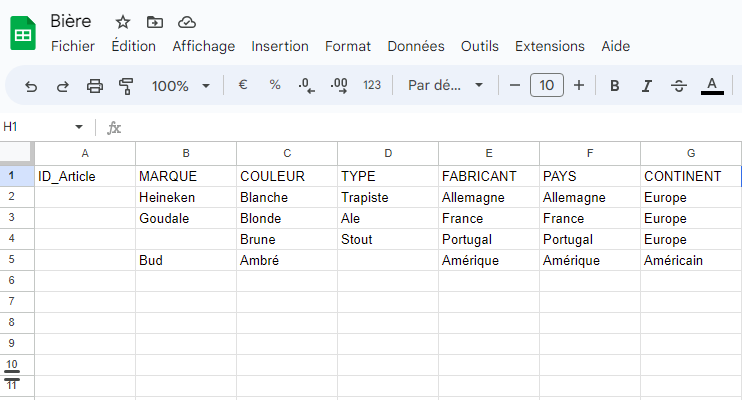 Bière
Fichier Édition Affichage Insertion Format Données Outils Extensions Aide
100% € % .0 .00 123 Par dé... − 10 + B I S A
H1 fx
A B C D E F G
1 ID_Article MARQUE COULEUR TYPE FABRICANT PAYS CONTINENT
2 Heineken Blanche Trapiste Allemagne Allemagne Europe
3 Goudale Blonde Ale France France Europe
4 Brune Stout Portugal Portugal Europe
5 Bud Ambré Amérique Amérique Américain
6
7
8
9
10
11